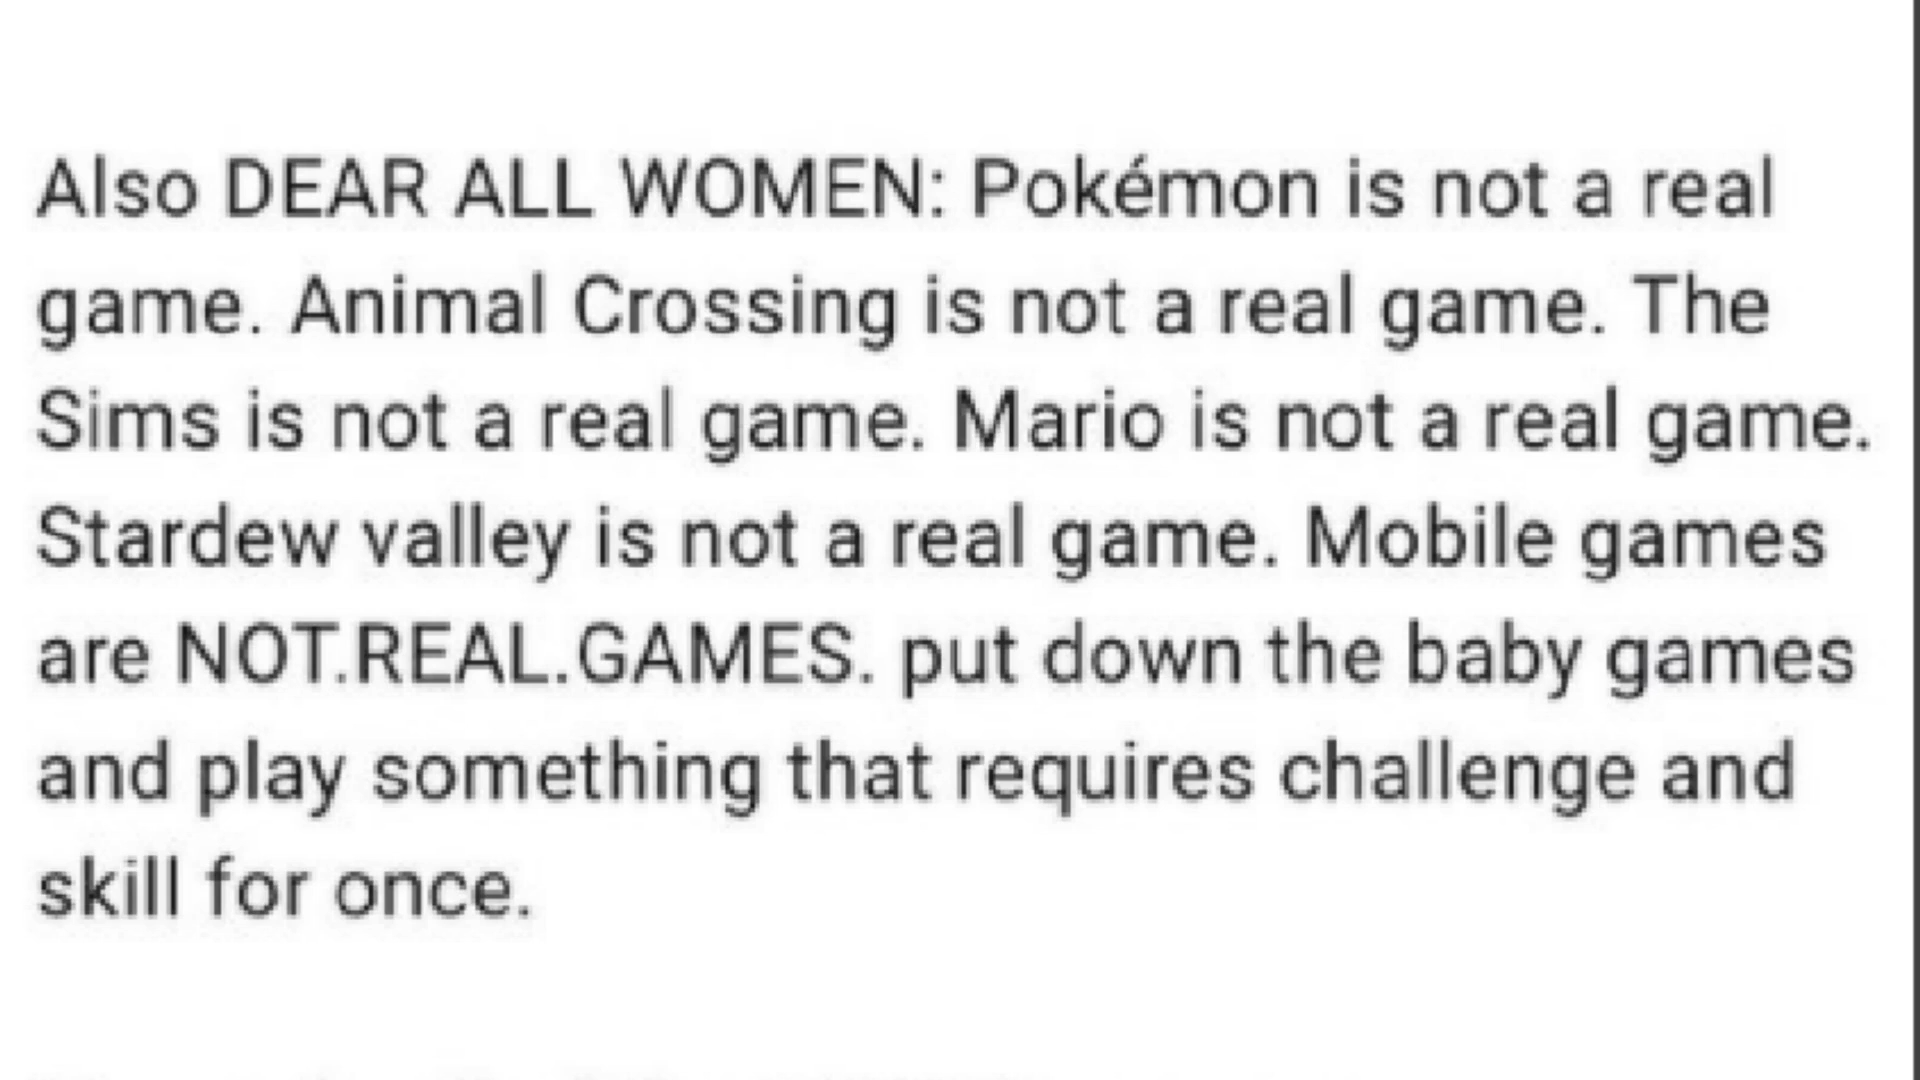 Also DEAR ALL WOMEN: Pokémon is not a real
game. Animal Crossing is not a real game. The
Sims is not a real game. Mario is not a real game.
Stardew valley is not a real game. Mobile games
are NOT.REAL.GAMES. put down the baby games
and play something that requires challenge and
skill for once.